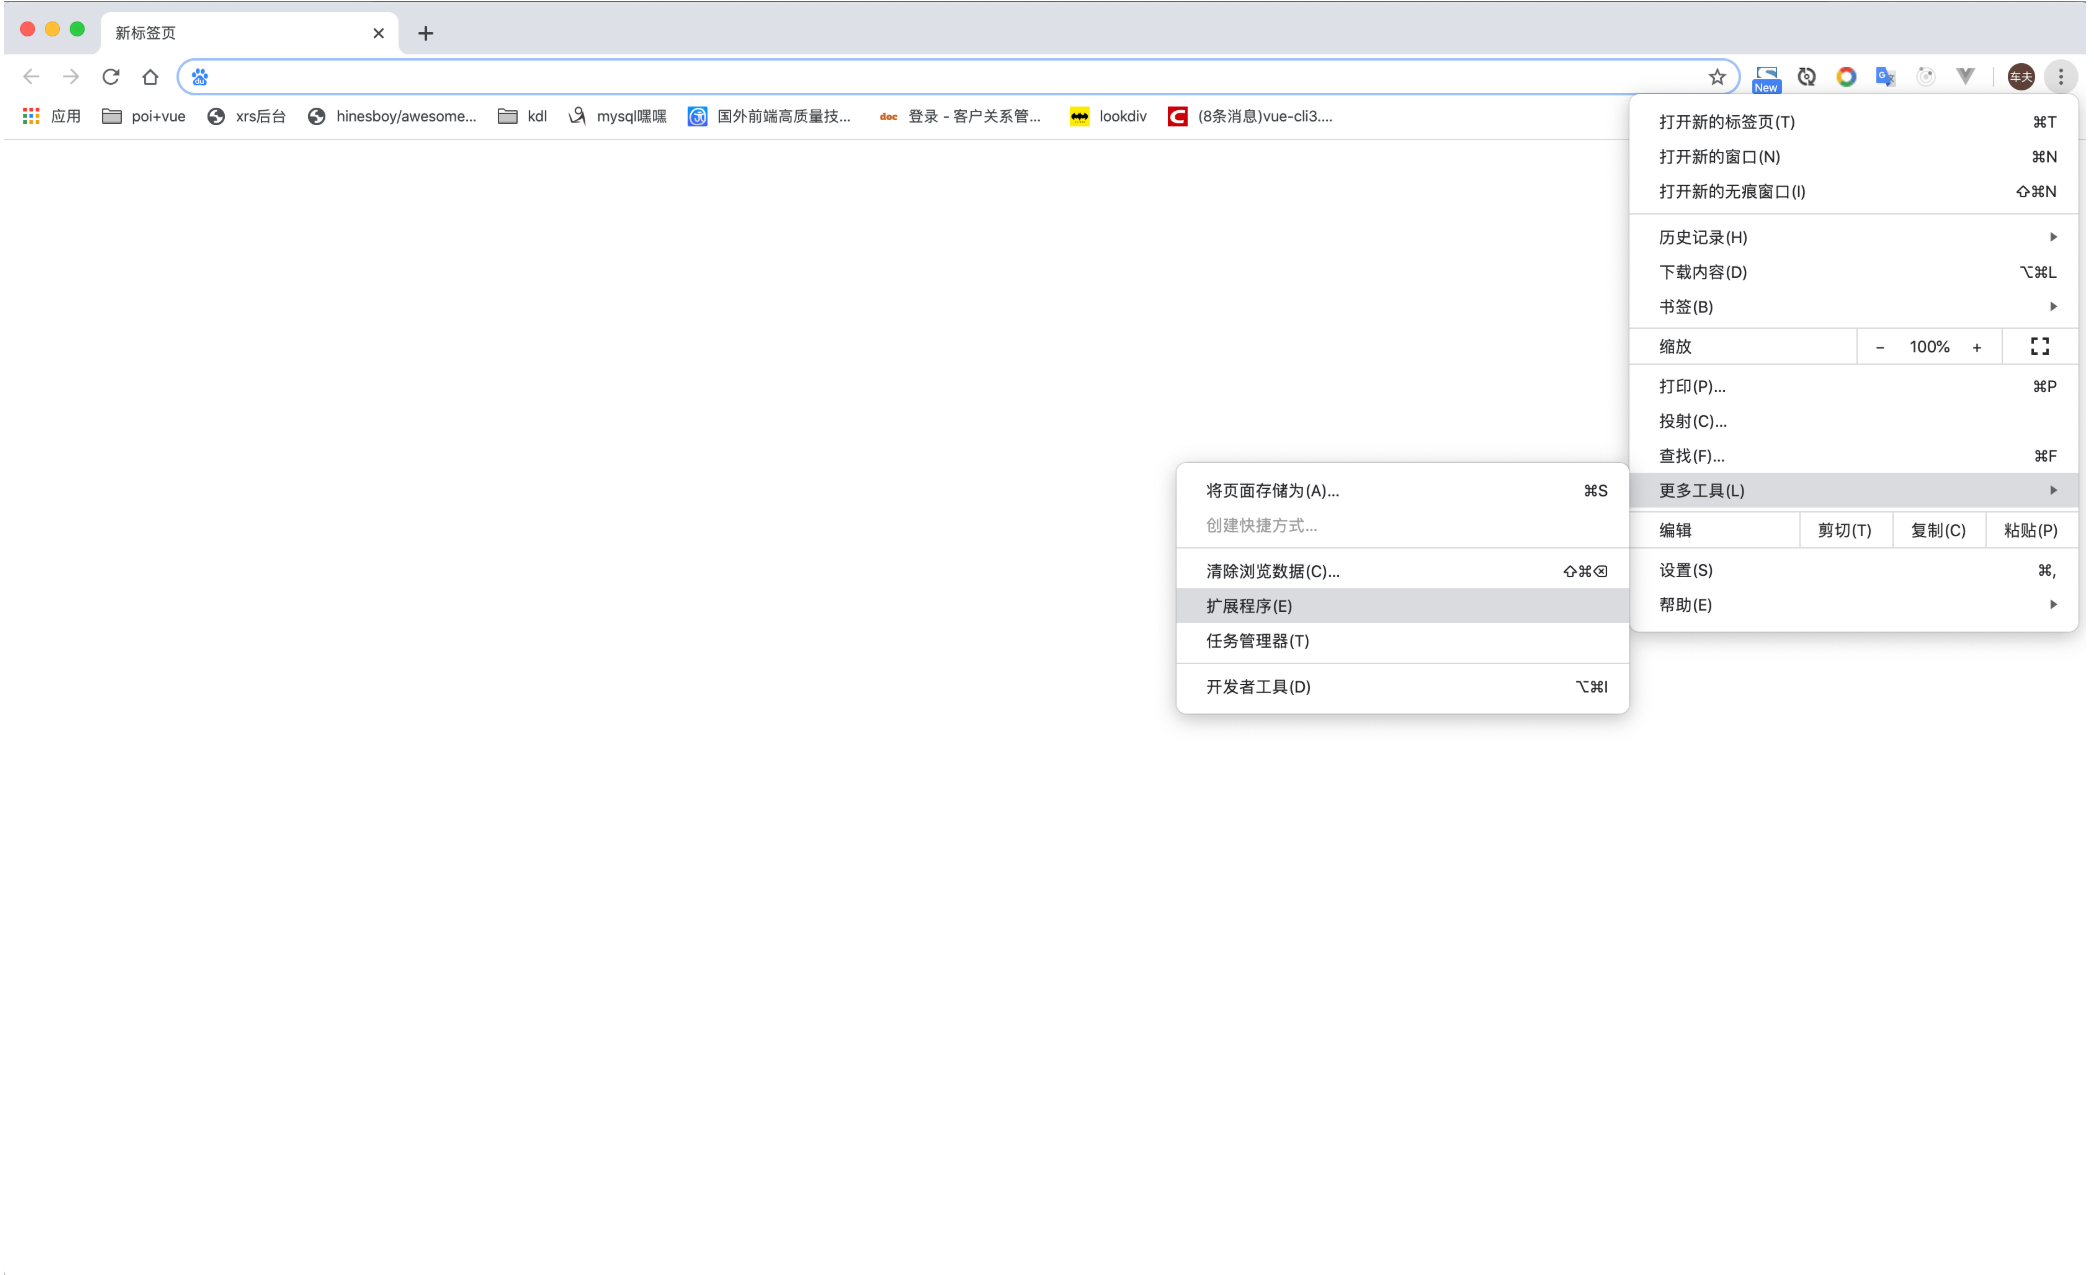 新标签页
New
车夫
应用
poi+vue
xrs后台
hinesboy/awesome...
kdl
mysql嘿嘿
国外前端高质量技...
doc
登录 - 客户关系管...
lookdiv
(8条消息)vue-cli3....
打开新的标签页(T) ⌘T
打开新的窗口(N) ⌘N
打开新的无痕窗口(I) ⇧⌘N
历史记录(H)
下载内容(D) ⌥⌘L
书签(B)
缩放 - 100% +
打印(P)... ⌘P
投射(C)...
查找(F)... ⌘F
更多工具(L)
编辑 剪切(T) 复制(C) 粘贴(P)
设置(S) ⌘,
帮助(E)
将页面存储为(A)... ⌘S
创建快捷方式...
清除浏览数据(C)... ⇧⌘⌫
扩展程序(E)
任务管理器(T)
开发者工具(D) ⌥⌘I